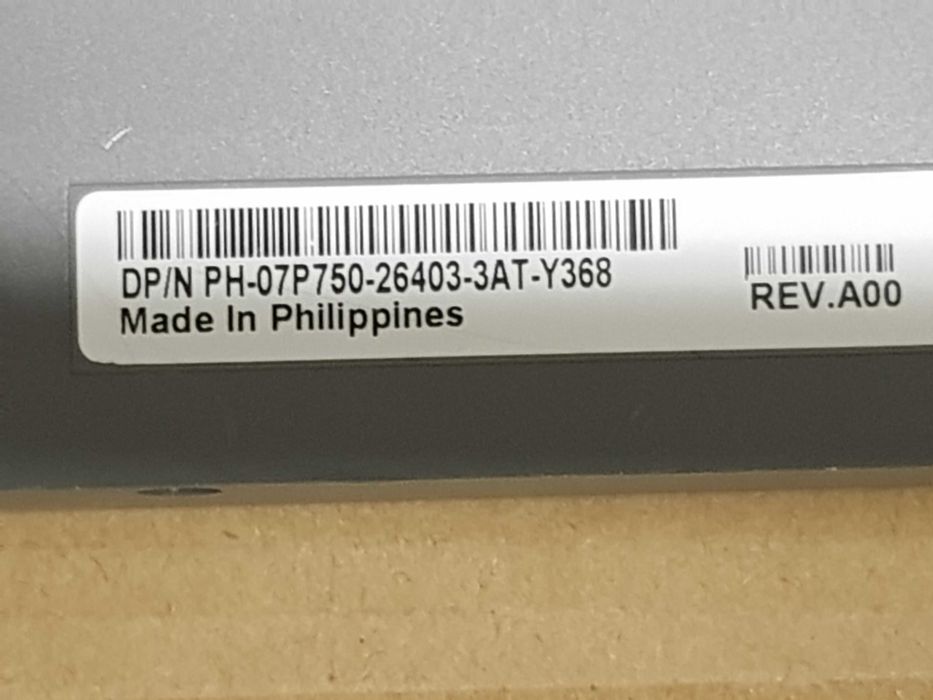 DP/N PH-07P750-26403-3AT-Y368
Made In Philippines
REV.A00